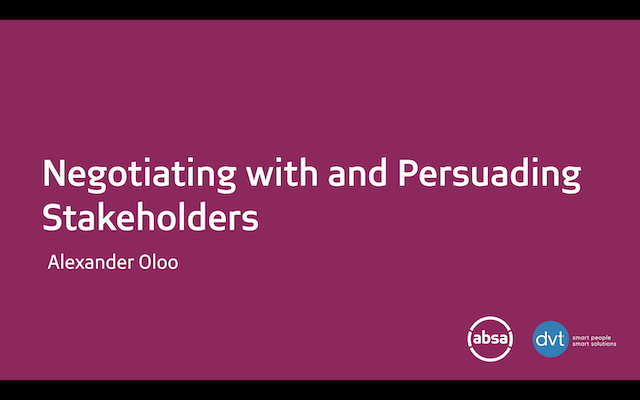 Negotiating with and Persuading
Stakeholders
Alexander Oloo
absa
dvt
smart people
smart solutions